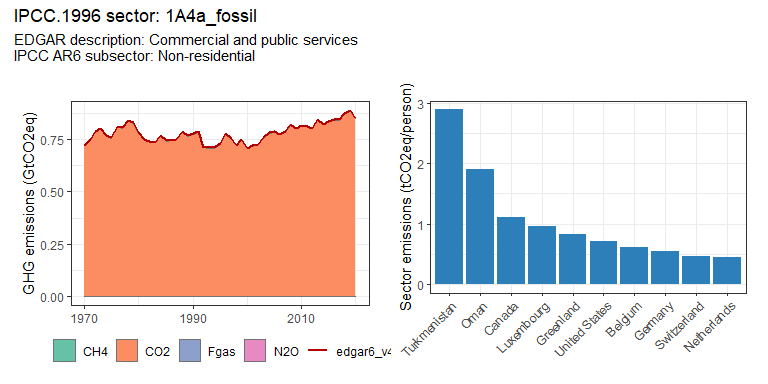 IPCC.1996 sector: 1A4a_fossil
EDGAR description: Commercial and public services
IPCC AR6 subsector: Non-residential
GHG emissions (GtCO2eq)
0.75
0.50
0.25
0.00
1970
1990
2010
CH4
CO2
Fgas
N2O
edgar6_v4
Sector emissions (tCO2eq/person)
3
2
1
0
Turkmenistan
Oman
Canada
Luxembourg
Greenland
United States
Belgium
Germany
Switzerland
Netherlands